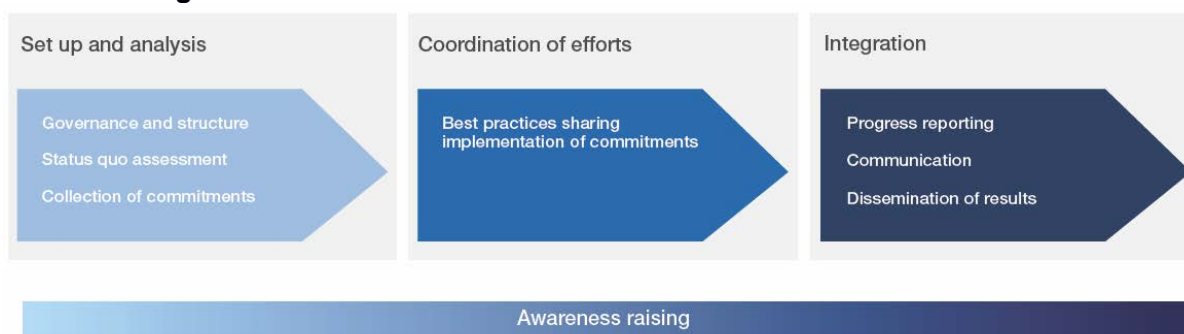 Set up and analysis
Governance and structure
Status quo assessment
Collection of commitments
Coordination of efforts
Best practices sharing
implementation of commitments
Integration
Progress reporting
Communication
Dissemination of results
Awareness raising